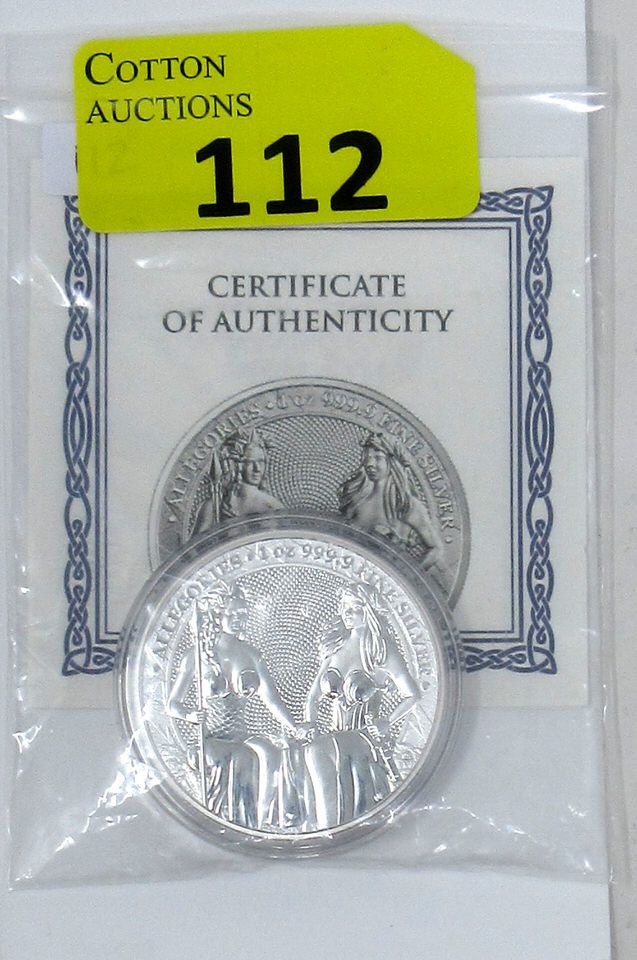 COTTON
AUCTIONS
112
CERTIFICATE
OF AUTHENTICITY
• ALLEGORIES • 1 oz 999.9 FINE SILVER •
• ALLEGORIES • 1 oz 999.9 FINE SILVER •